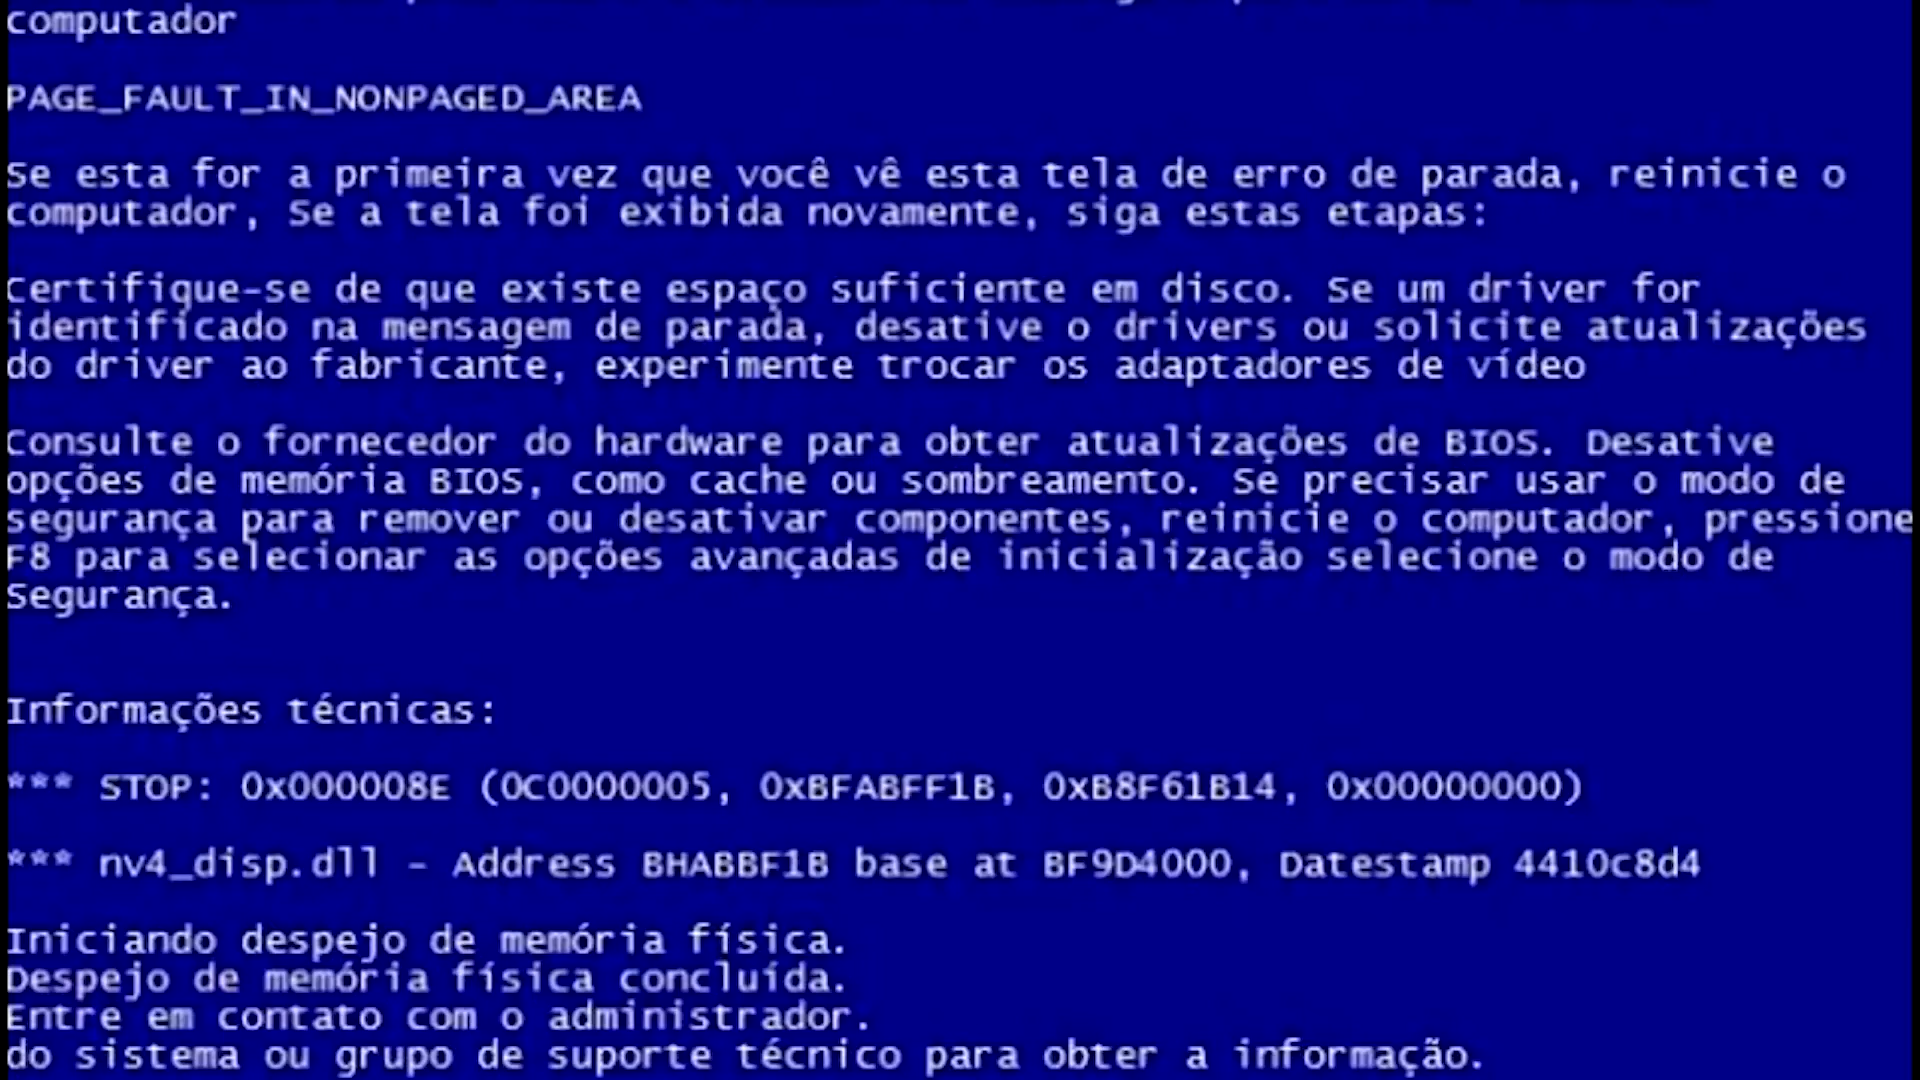 computador
PAGE_FAULT_IN_NONPAGED_AREA
Se esta for a primeira vez que você vê esta tela de erro de parada, reinicie o
computador, Se a tela foi exibida novamente, siga estas etapas:
Certifique-se de que existe espaço suficiente em disco. Se um driver for
identificado na mensagem de parada, desative o drivers ou solicite atualizações
do driver ao fabricante, experimente trocar os adaptadores de vídeo
Consulte o fornecedor do hardware para obter atualizações de BIOS. Desative
opções de memória BIOS, como cache ou sombreamento. Se precisar usar o modo de
segurança para remover ou desativar componentes, reinicie o computador, pressione
F8 para selecionar as opções avançadas de inicialização selecione o modo de
Segurança.
Informações técnicas:
*** STOP: 0x000008E (0C0000005, 0xBFABFF1B, 0xB8F61B14, 0x00000000)
*** nv4_disp.dll - Address BHABBF1B base at BF9D4000, Datestamp 4410c8d4
Iniciando despejo de memória física.
Despejo de memória física concluída.
Entre em contato com o administrador.
do sistema ou grupo de suporte técnico para obter a informação.